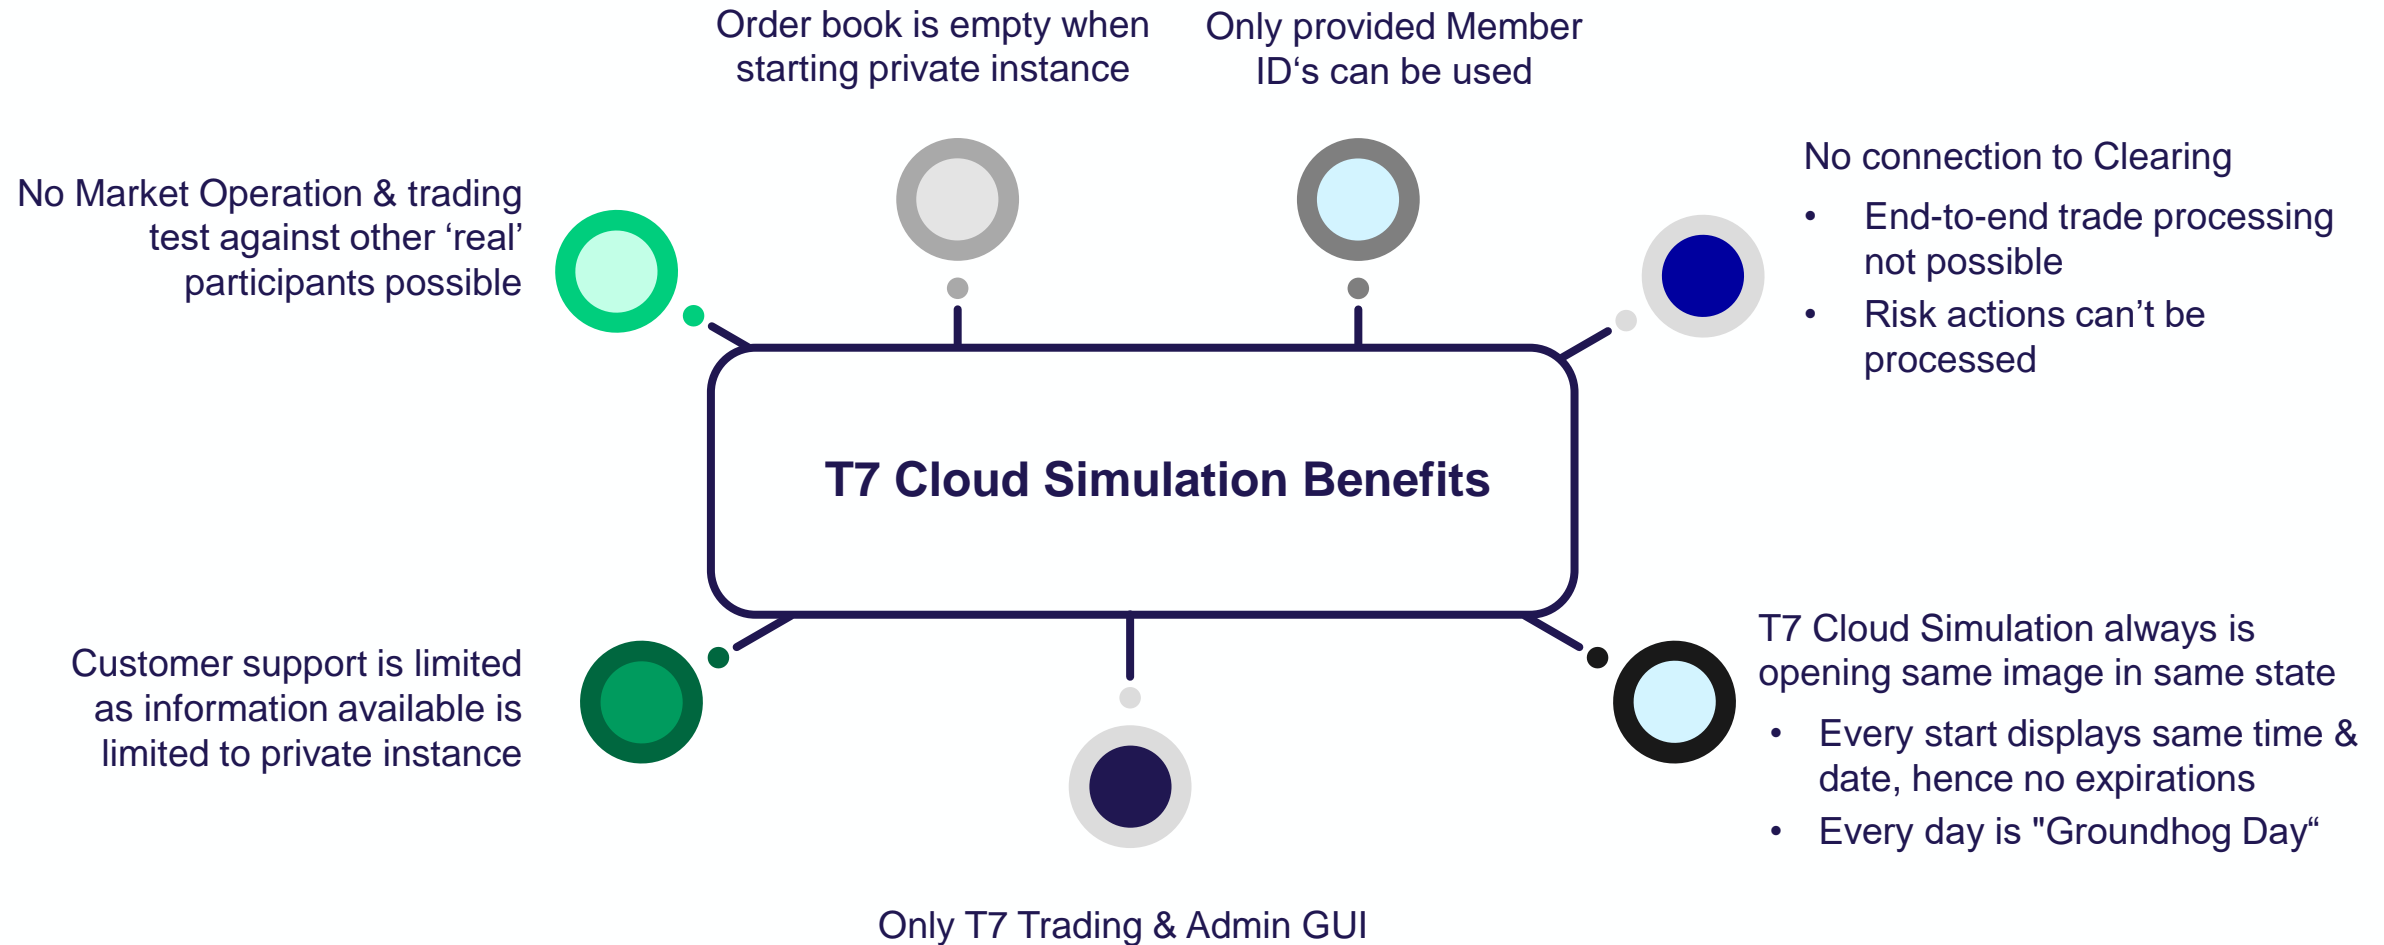 Order book is empty when
starting private instance
Only provided Member
ID‘s can be used
No Market Operation & trading
test against other ‘real’
participants possible
No connection to Clearing
• End-to-end trade processing
not possible
• Risk actions can’t be
processed
T7 Cloud Simulation Benefits
Customer support is limited
as information available is
limited to private instance
T7 Cloud Simulation always is
opening same image in same state
• Every start displays same time &
date, hence no expirations
• Every day is "Groundhog Day“
Only T7 Trading & Admin GUI